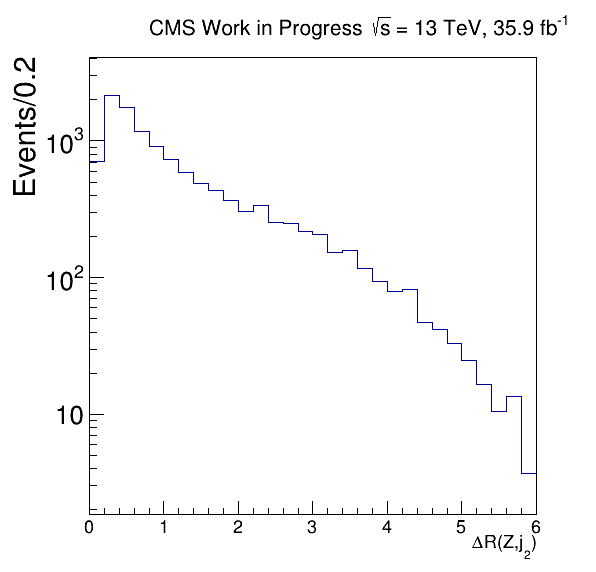 CMS Work in Progress √s = 13 TeV, 35.9 fb⁻¹
Events/0.2
10³
10²
10
0 1 2 3 4 5 6
ΔR(Z,j₂)